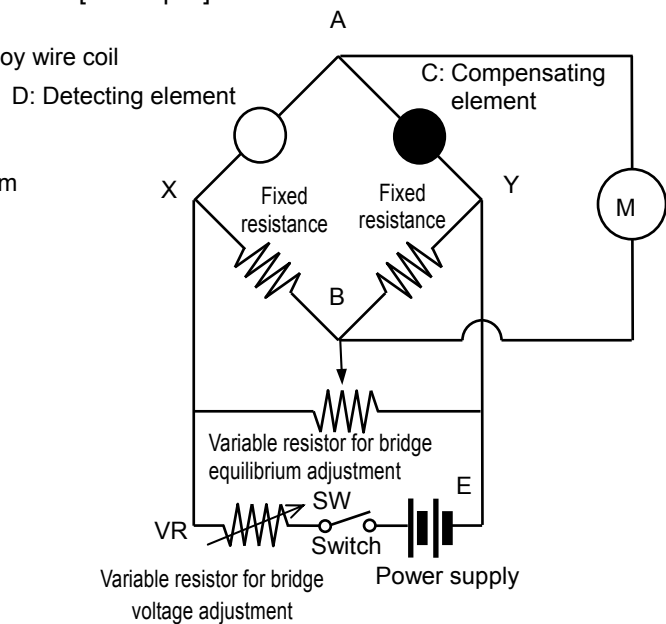 A
oy wire coil
C: Compensating
element
D: Detecting element
m
X
Fixed
resistance
Fixed
resistance
Y
M
B
Variable resistor for bridge
equilibrium adjustment
E
SW
VR
Switch
Variable resistor for bridge
voltage adjustment
Power supply